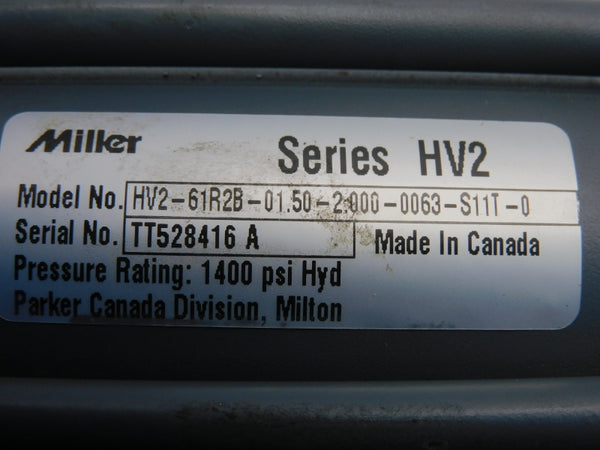 Miller Series HV2
Model No. HV2-61R2B-01.50-2.000-0063-S11T-0
Serial No. TT528416 A Made In Canada
Pressure Rating: 1400 psi Hyd
Parker Canada Division, Milton